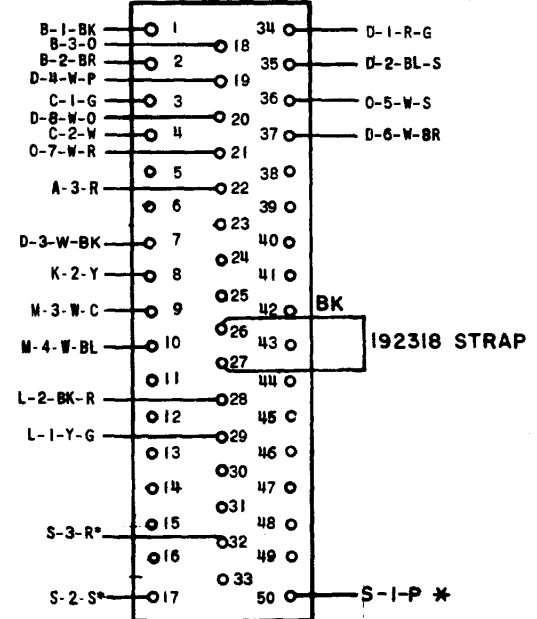 B-1-BK 1 34 D-1-R-G
B-3-O 18
B-2-BR 2 35 D-2-BL-S
D-4-W-P 19
C-1-G 3 36 O-5-W-S
D-8-W-O 20
C-2-W 4 37 D-6-W-BR
O-7-W-R 21
5 38
A-3-R 22
6 39
23
D-3-W-BK 7 40
24
K-2-Y 8 41
25
M-3-W-C 9 42 BK
26
M-4-W-BL 10 43 192318 STRAP
27
11 44
L-2-BK-R 28
12 45
L-1-Y-G 29
13 46
30
14 47
31
15 48
S-3-R* 32
16 49
33
S-2-S* 17 50 S-1-P *